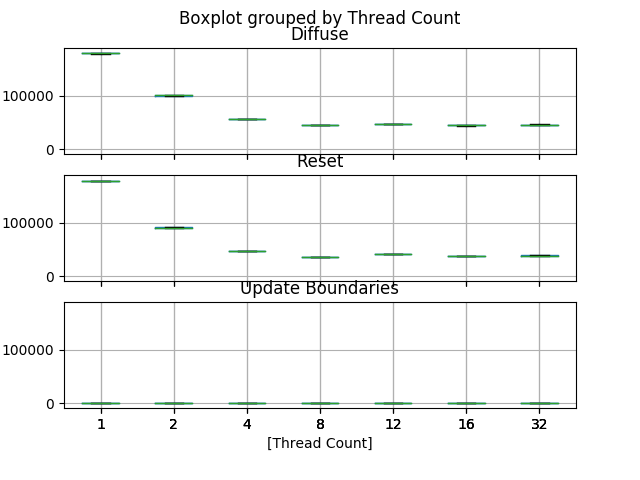 Boxplot grouped by Thread Count
Diffuse
100000
0
Reset
100000
0
Update Boundaries
100000
0
1 2 4 8 12 16 32
[Thread Count]